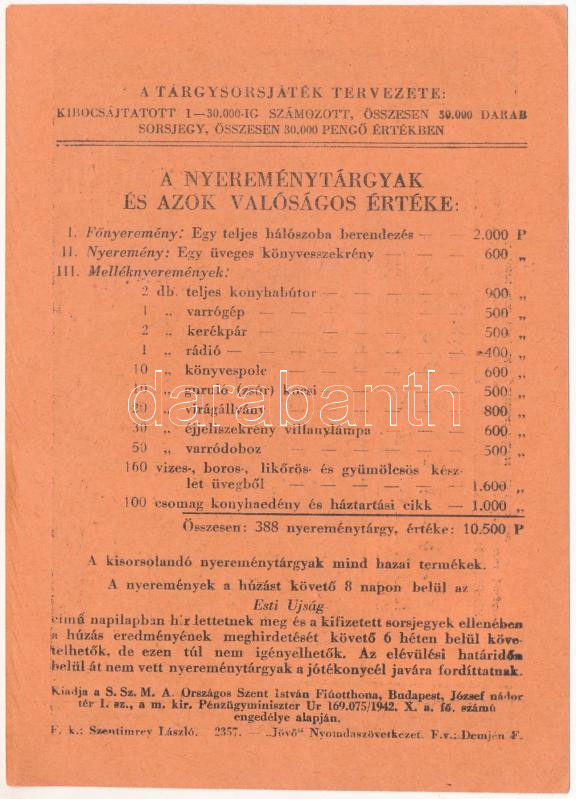 A TÁRGYSORSJÁTÉK TERVEZETE:
KIBOCSÁJTATOTT 1—30.000-IG SZÁMOZOTT, ÖSSZESEN 30.000 DARAB
SORSJEGY, ÖSSZESEN 30.000 PENGŐ ÉRTÉKBEN
A NYEREMÉNYTÁRGYAK
ÉS AZOK VALÓSÁGOS ÉRTÉKE:
I. Főnyeremény: Egy teljes hálószoba berendezés — — 2.000 P
II. Nyeremény: Egy üveges könyvesszekrény — — — 600 „
III. Melléknyeremények:
2 db. teljes konyhabútor — — — — — 900 „
1 „ varrógép — — — — — — — 500 „
2 „ kerékpár — — — — — — — 500 „
1 „ rádió — — — — — — — — 400 „
10 „ könyvespolc — — — — — — 600 „
10 „ guruló (zsúr) kocsi — — — — — 500 „
20 „ virágállvány — — — — — — 800 „
30 „ éjjeliszekrény villanylámpa — — — 600 „
50 „ varródoboz — — — — — — 500 „
160 vizes-, boros-, likőrös- és gyümölcsös kész-
let üvegből — — — — — — — 1.600 „
100 csomag konyhaedény és háztartási cikk — 1.000 „
Összesen: 388 nyereménytárgy, értéke: 10.500 P
A kisorsolandó nyereménytárgyak mind hazai termékek.
A nyeremények a húzást követő 8 napon belül az
Esti Ujság
című napilapban hirlettetnek meg és a kifizetett sorsjegyek ellenében
a húzás eredményének meghirdetését követő 6 héten belül köve-
telhetők, de ezen túl nem igényelhetők. Az elévülési határidőn
belül át nem vett nyereménytárgyak a jótékonycél javára fordíttatnak.
Kiadja a S. Sz. M. A. Országos Szent István Fiúotthona, Budapest, József nádor
tér 1. sz., a m. kir. Pénzügyminiszter Ur 169.075/1942. X. a. fő. számú
engedélye alapján.
F. k.: Szentimrey László. 2357. — „Jövő" Nyomdaszövetkezet. F.v.: Demjén F.
darabanth